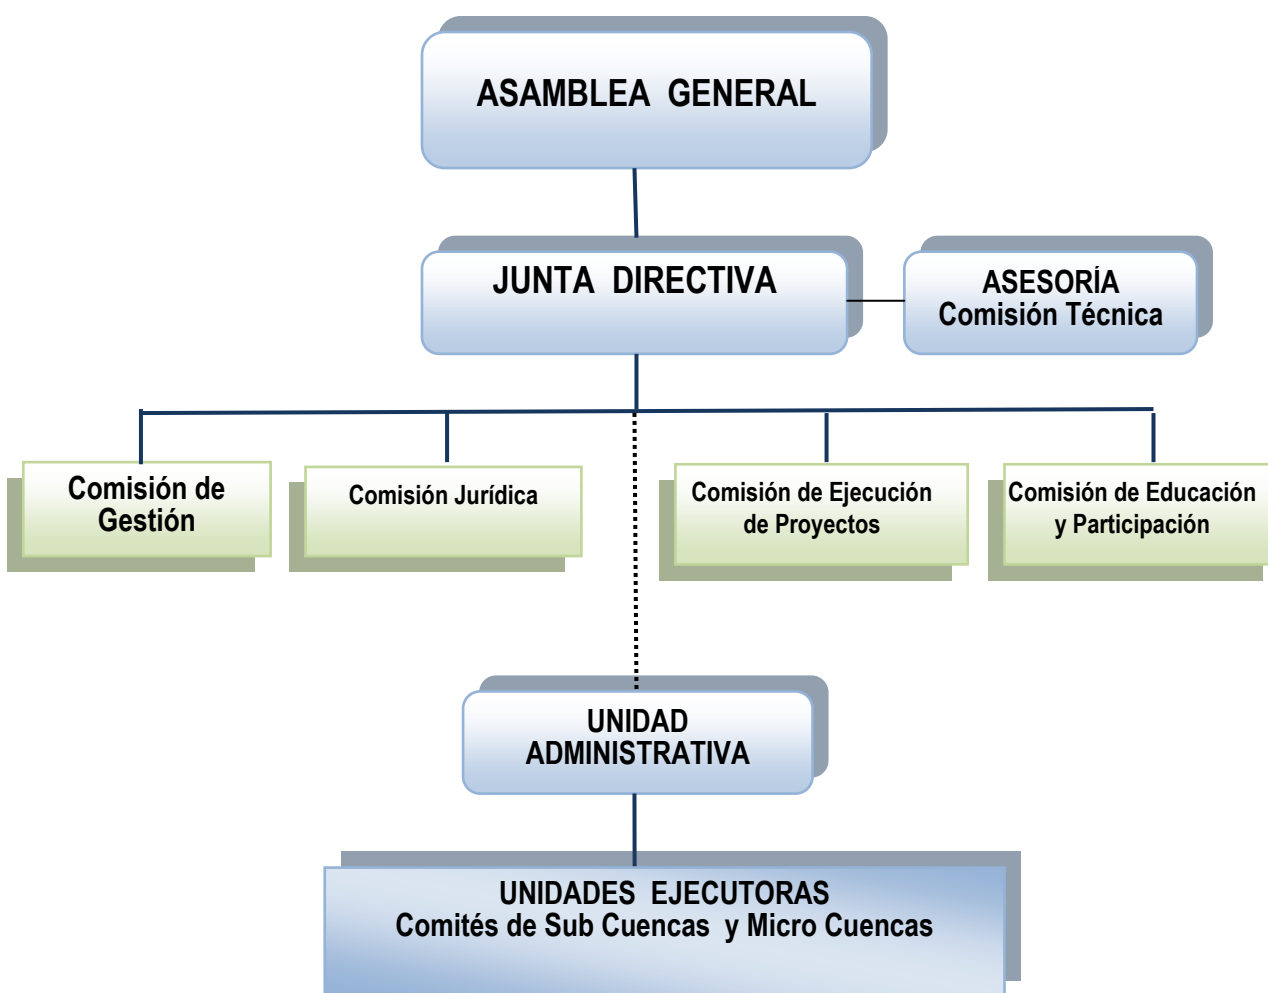 ASAMBLEA GENERAL
JUNTA DIRECTIVA
ASESORÍA
Comisión Técnica
Comisión de
Gestión
Comisión Jurídica
Comisión de Ejecución
de Proyectos
Comisión de Educación
y Participación
UNIDAD
ADMINISTRATIVA
UNIDADES EJECUTORAS
Comités de Sub Cuencas y Micro Cuencas